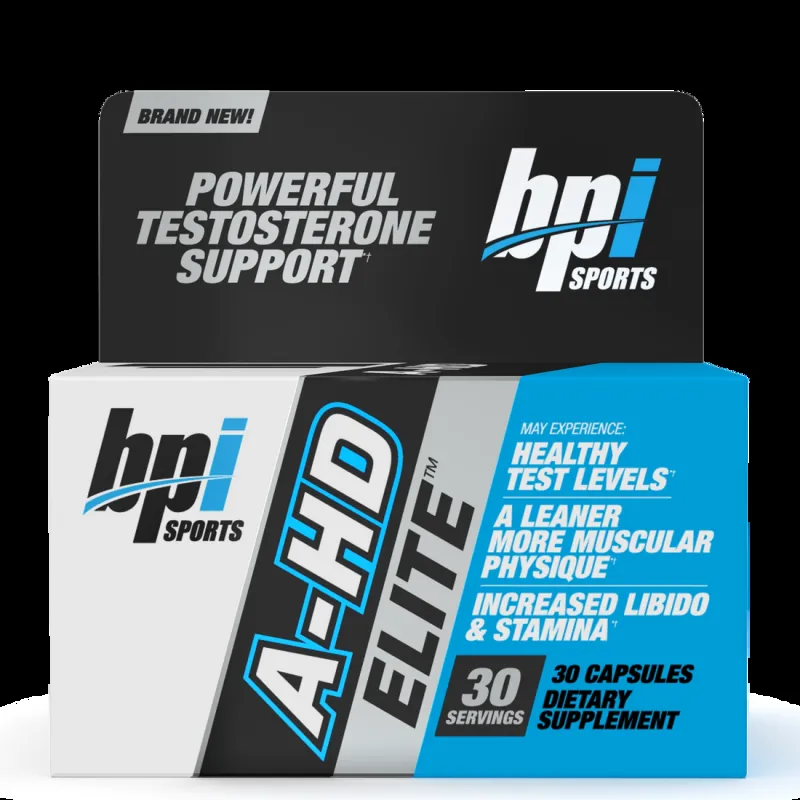 BRAND NEW!
POWERFUL
TESTOSTERONE
SUPPORT*†
bpi
SPORTS
bpi
SPORTS
A-HD
ELITE™
MAY EXPERIENCE:
HEALTHY
TEST LEVELS*†
A LEANER
MORE MUSCULAR
PHYSIQUE*†
INCREASED LIBIDO
& STAMINA*†
30
SERVINGS
30 CAPSULES
DIETARY
SUPPLEMENT